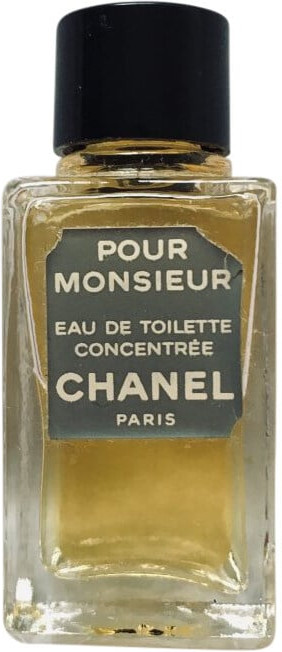 POUR
MONSIEUR
EAU DE TOILETTE
CONCENTRÉE
CHANEL
PARIS